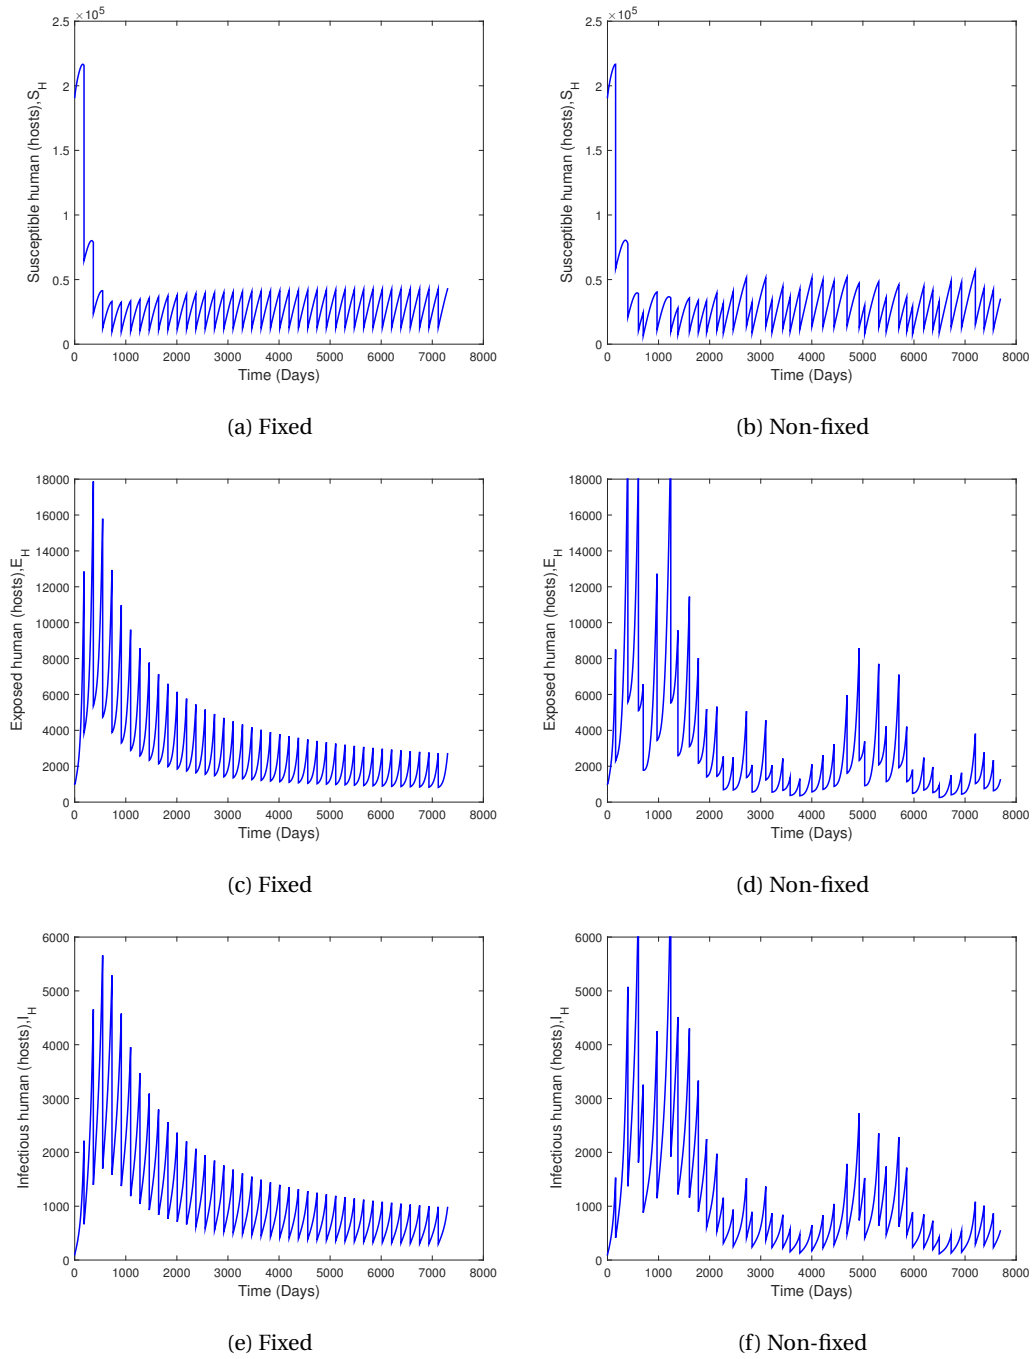 ×10^5
2.5
2
1.5
1
0.5
0
Susceptible human (hosts),S_H
0 1000 2000 3000 4000 5000 6000 7000 8000
Time (Days)
(a) Fixed
×10^5
2.5
2
1.5
1
0.5
0
Susceptible human (hosts),S_H
0 1000 2000 3000 4000 5000 6000 7000 8000
Time (Days)
(b) Non-fixed
18000
16000
14000
12000
10000
8000
6000
4000
2000
0
Exposed human (hosts),E_H
0 1000 2000 3000 4000 5000 6000 7000 8000
Time (Days)
(c) Fixed
18000
16000
14000
12000
10000
8000
6000
4000
2000
0
Exposed human (hosts),E_H
0 1000 2000 3000 4000 5000 6000 7000 8000
Time (Days)
(d) Non-fixed
6000
5000
4000
3000
2000
1000
0
Infectious human (hosts),I_H
0 1000 2000 3000 4000 5000 6000 7000 8000
Time (Days)
(e) Fixed
6000
5000
4000
3000
2000
1000
0
Infectious human (hosts),I_H
0 1000 2000 3000 4000 5000 6000 7000 8000
Time (Days)
(f) Non-fixed